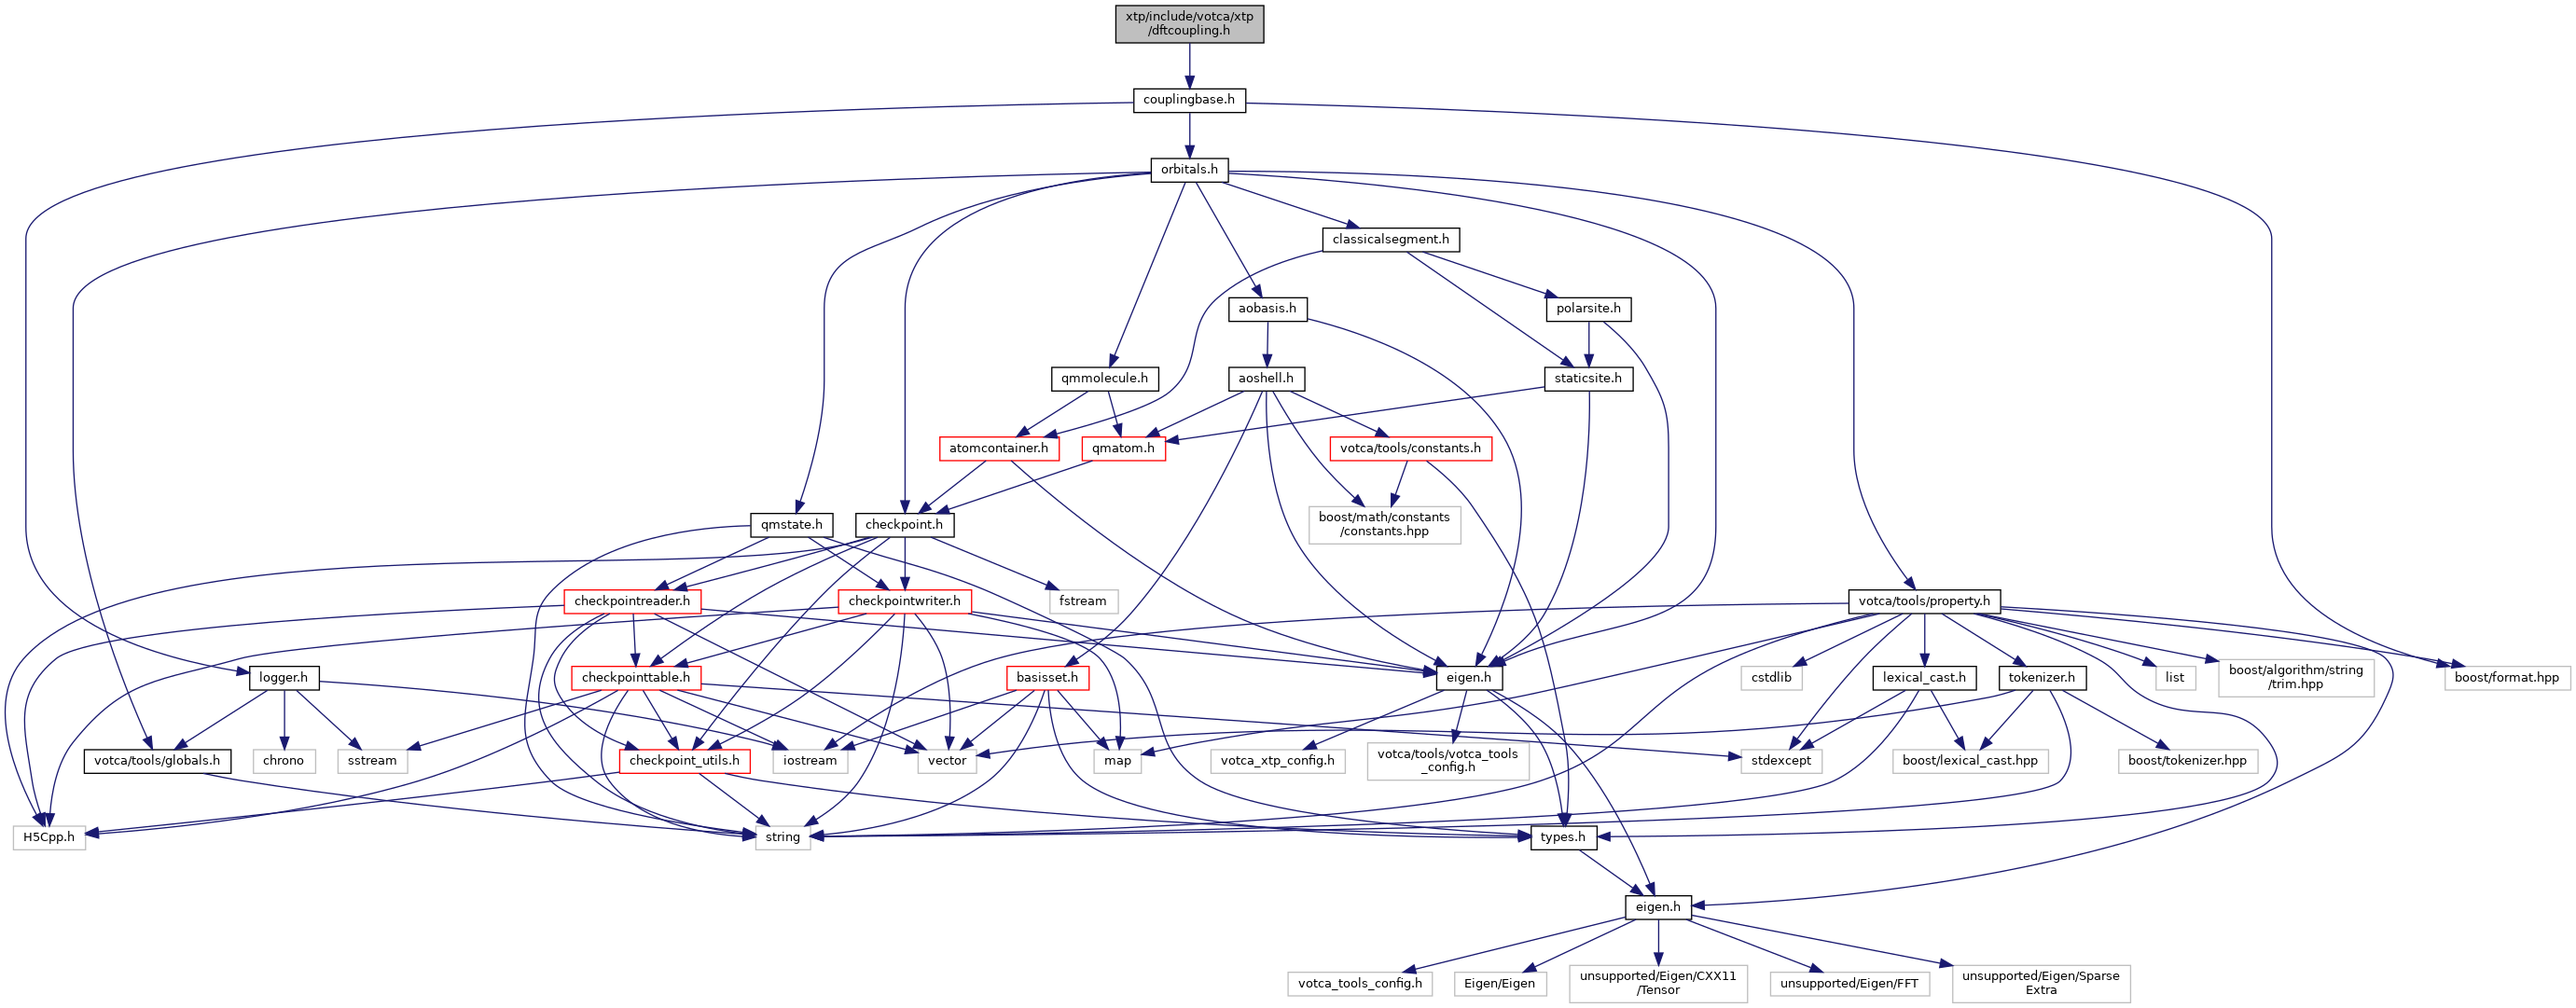 xtp/include/votca/xtp
/dftcoupling.h
couplingbase.h
orbitals.h
classicalsegment.h
aobasis.h
polarsite.h
qmmolecule.h
aoshell.h
staticsite.h
atomcontainer.h
qmatom.h
votca/tools/constants.h
qmstate.h
checkpoint.h
boost/math/constants
/constants.hpp
checkpointreader.h
checkpointwriter.h
fstream
votca/tools/property.h
logger.h
checkpointtable.h
basisset.h
eigen.h
cstdlib
lexical_cast.h
tokenizer.h
list
boost/algorithm/string
/trim.hpp
boost/format.hpp
votca/tools/globals.h
chrono
sstream
checkpoint_utils.h
iostream
vector
map
votca_xtp_config.h
votca/tools/votca_tools
_config.h
stdexcept
boost/lexical_cast.hpp
boost/tokenizer.hpp
H5Cpp.h
string
types.h
eigen.h
votca_tools_config.h
Eigen/Eigen
unsupported/Eigen/CXX11
/Tensor
unsupported/Eigen/FFT
unsupported/Eigen/Sparse
Extra